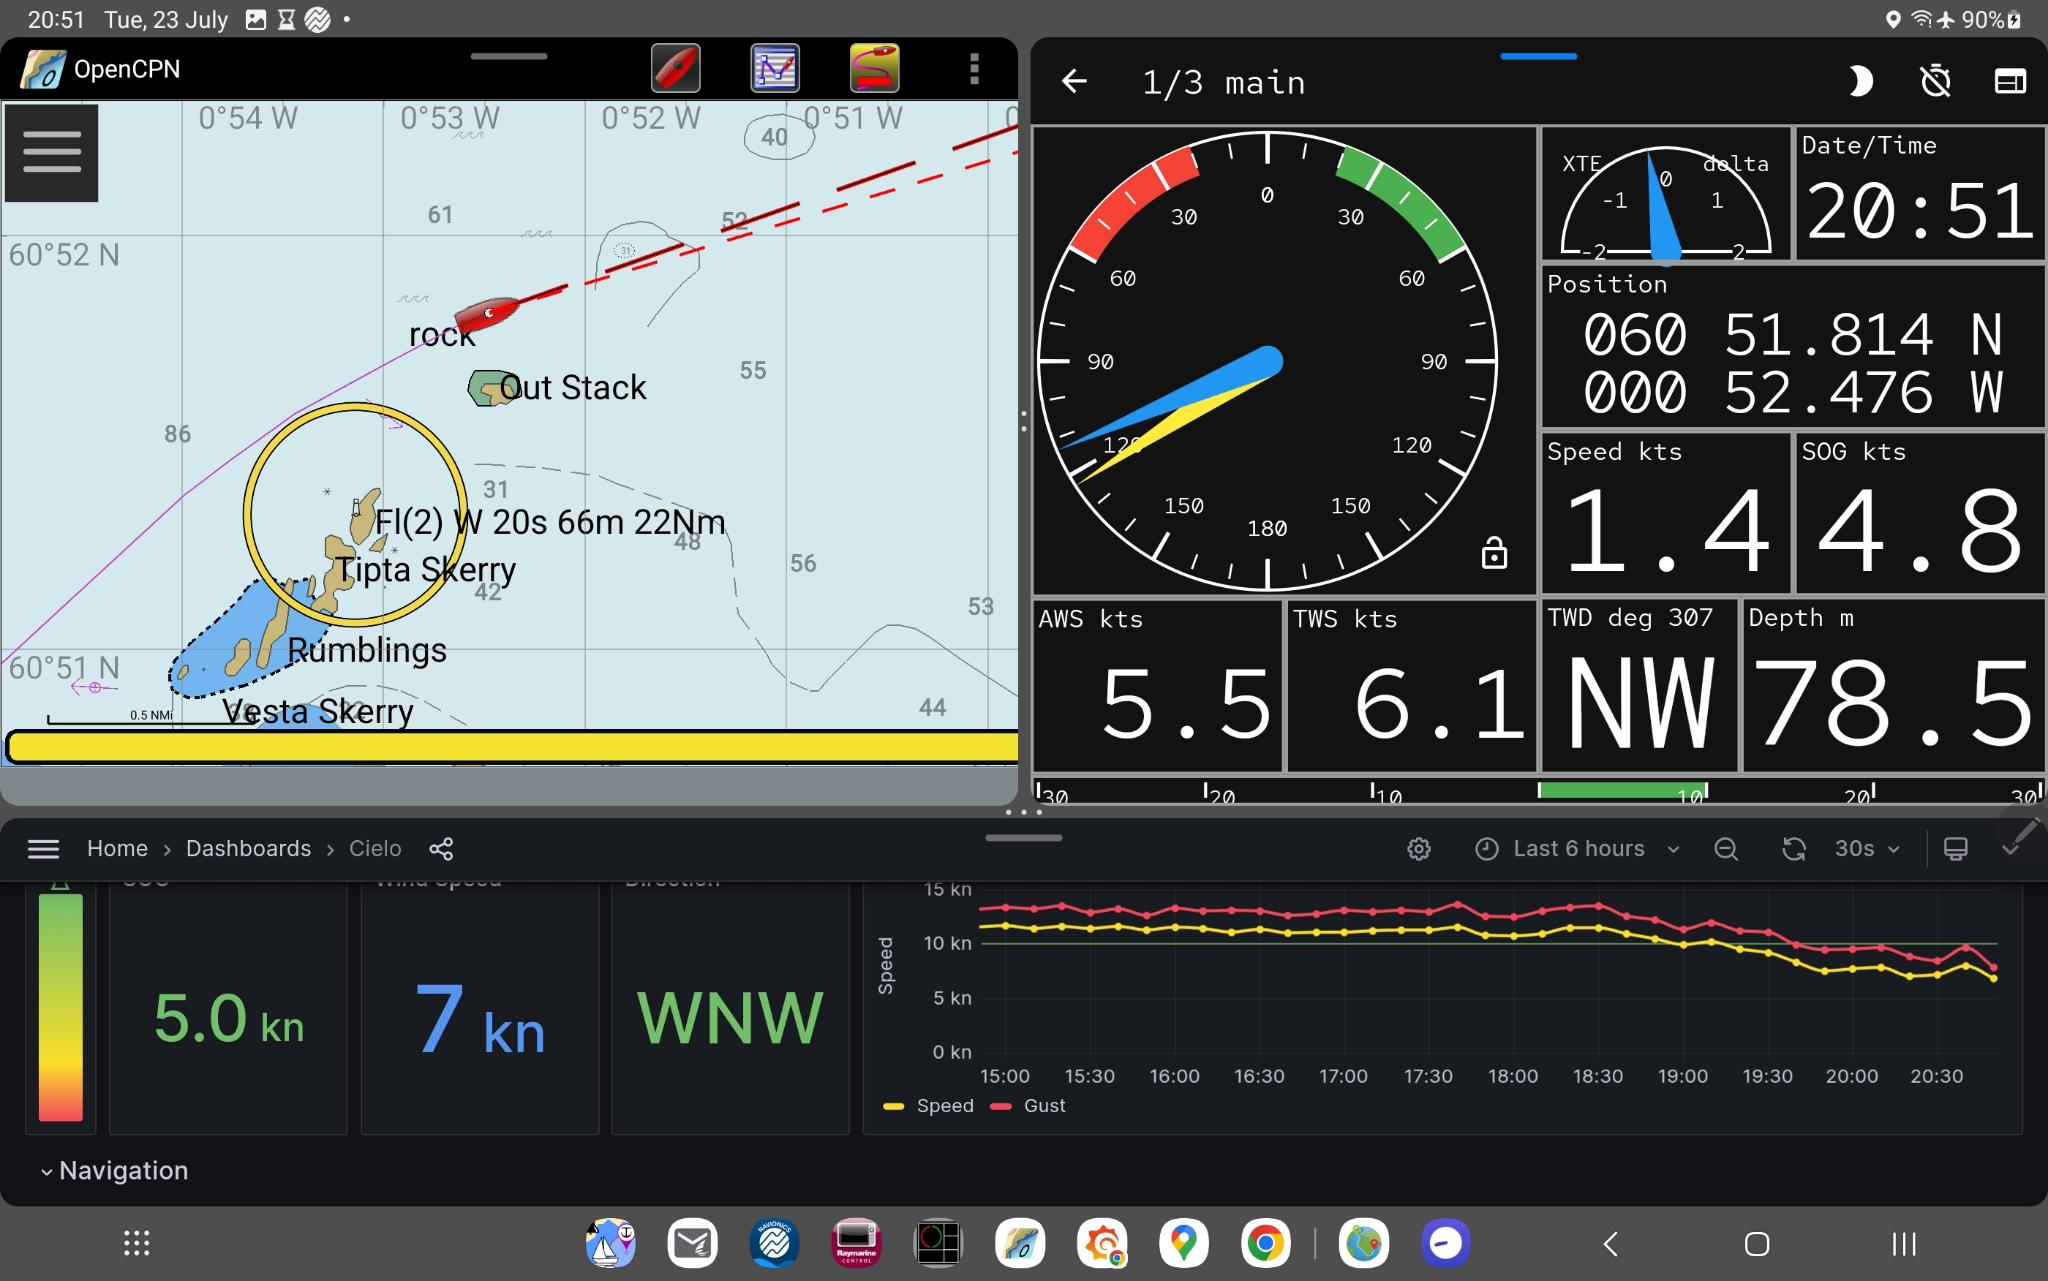 20:51 Tue, 23 July
90%
OpenCPN
0°54 W 0°53 W 0°52 W 0°51 W
40
61
52
60°52 N
31
rock
55
Out Stack
86
31
Fl(2) W 20s 66m 22Nm
48
56
Tipta Skerry
42
53
Rumblings
60°51 N
0.5 NMi
Vesta Skerry
44
1/3 main
0
30 30
60 60
90 90
120 120
150 150
180
XTE delta
-1 0 1
-2 2
Date/Time
20:51
Position
060 51.814 N
000 52.476 W
Speed kts
1.4
SOG kts
4.8
AWS kts
5.5
TWS kts
6.1
TWD deg 307
NW
Depth m
78.5
30 20 10 10 20 30
Home › Dashboards › Cielo
Last 6 hours
30s
SOG
Wind Speed
Direction
5.0 kn
7 kn
WNW
Speed
15 kn
10 kn
5 kn
0 kn
15:00 15:30 16:00 16:30 17:00 17:30 18:00 18:30 19:00 19:30 20:00 20:30
Speed Gust
Navigation
NAVIONICS
Raymarine
CONTROL